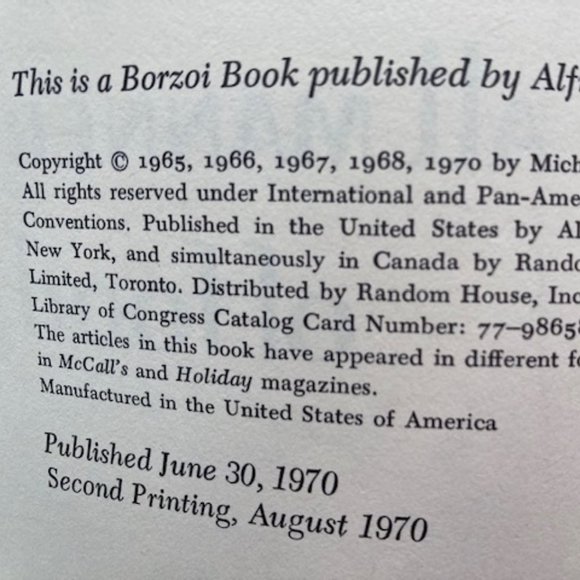 This is a Borzoi Book published by Alf
Copyright © 1965, 1966, 1967, 1968, 1970 by Mich
All rights reserved under International and Pan-Ame
Conventions. Published in the United States by Al
New York, and simultaneously in Canada by Rando
Limited, Toronto. Distributed by Random House, Inc
Library of Congress Catalog Card Number: 77–9865
The articles in this book have appeared in different fo
in McCall's and Holiday magazines.
Manufactured in the United States of America
Published June 30, 1970
Second Printing, August 1970